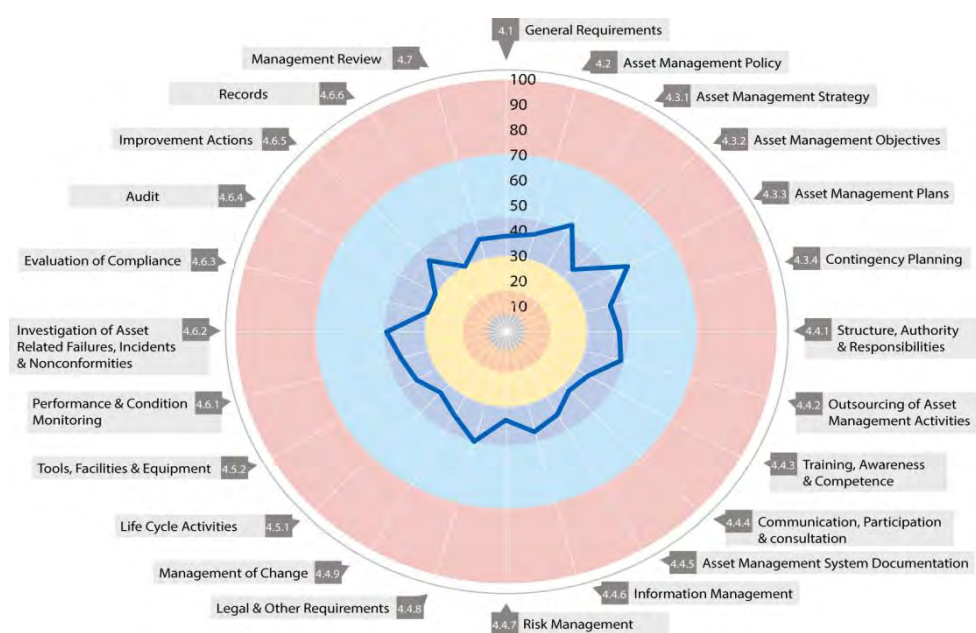 4.1 General Requirements
4.2 Asset Management Policy
4.3.1 Asset Management Strategy
4.3.2 Asset Management Objectives
4.3.3 Asset Management Plans
4.3.4 Contingency Planning
4.4.1 Structure, Authority
& Responsibilities
4.4.2 Outsourcing of Asset
Management Activities
4.4.3 Training, Awareness
& Competence
4.4.4 Communication, Participation
& consultation
4.4.5 Asset Management System Documentation
4.4.6 Information Management
4.4.7 Risk Management
Legal & Other Requirements 4.4.8
Management of Change 4.4.9
Life Cycle Activities 4.5.1
Tools, Facilities & Equipment 4.5.2
Performance & Condition 4.6.1
Monitoring
Investigation of Asset 4.6.2
Related Failures, Incidents
& Nonconformities
Evaluation of Compliance 4.6.3
Audit 4.6.4
Improvement Actions 4.6.5
Records 4.6.6
Management Review 4.7
100
90
80
70
60
50
40
30
20
10